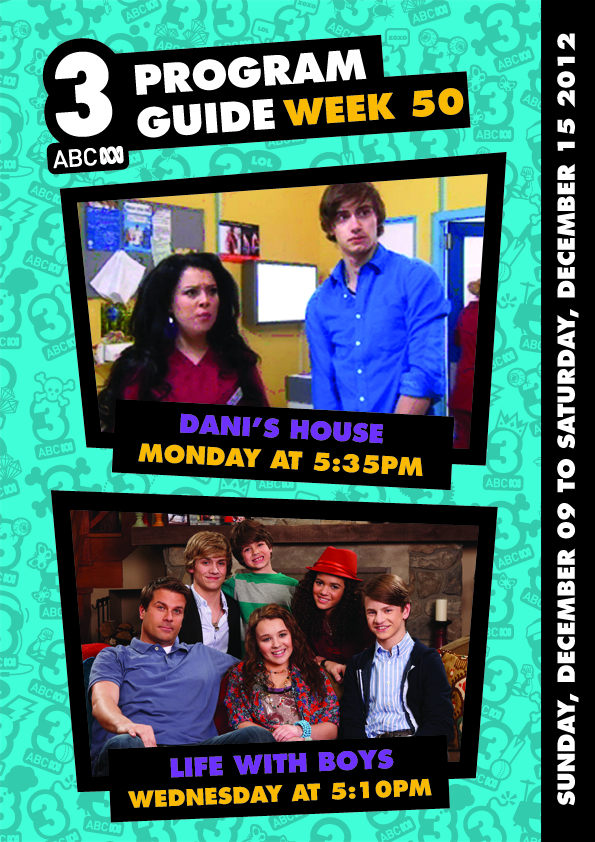 3
ABC
PROGRAM
GUIDE WEEK 50
DANI'S HOUSE
MONDAY AT 5:35PM
LIFE WITH BOYS
WEDNESDAY AT 5:10PM
SUNDAY, DECEMBER 09 TO SATURDAY, DECEMBER 15 2012